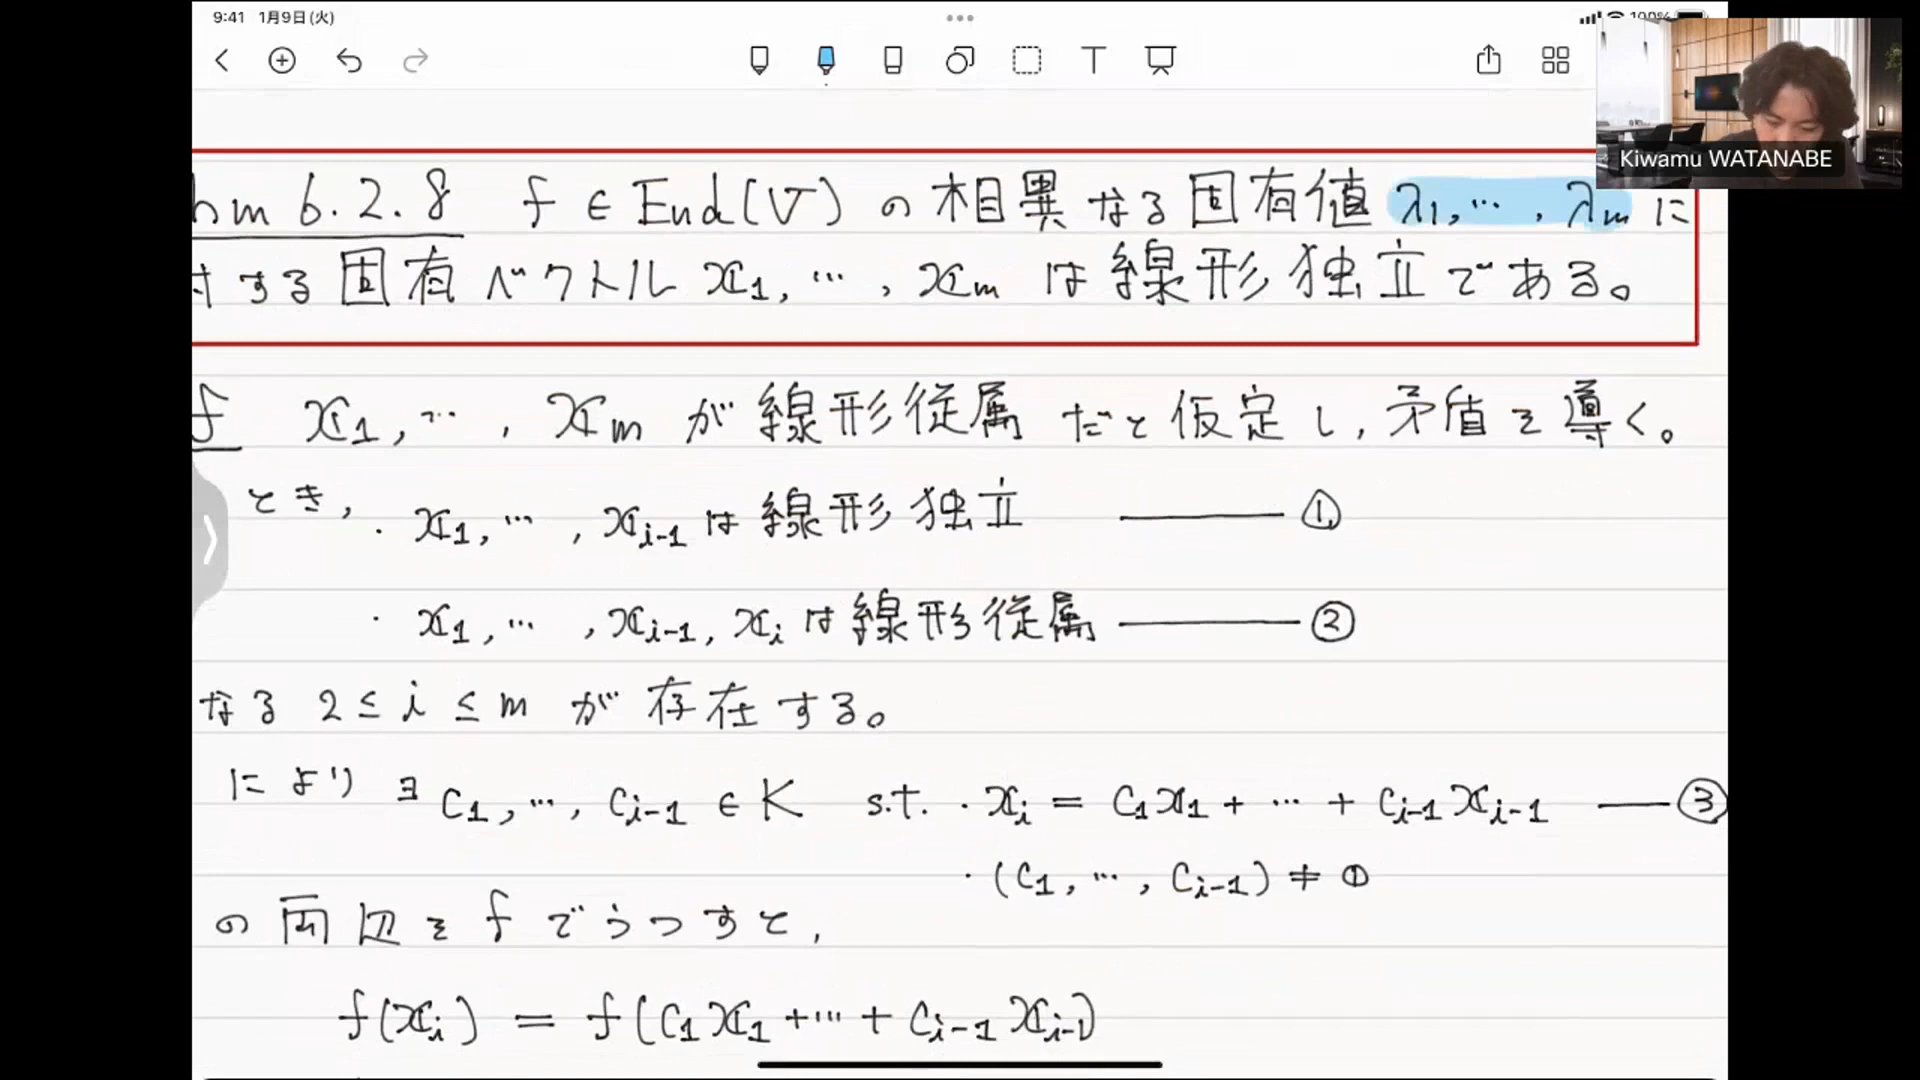 9:41 1月9日(火)
100%
Kiwamu WATANABE
hm 6.2.8 f ∈ End(V) の相異なる固有値 λ1, … , λm に
対する固有ベクトル x1, … , xm は線形独立である。
f x1, … , xm が線形従属だと仮定し, 矛盾を導く。
とき, ・ x1, … , xi-1 は線形独立 —— ①
・ x1, … , xi-1, xi は線形従属 —— ②
なる 2 ≤ i ≤ m が存在する。
により ∃ c1, … , ci-1 ∈ K s.t. ・ xi = c1x1 + … + ci-1xi-1 —— ③
・ (c1, … , ci-1) ≠ 0
の両辺を f でうつすと,
f(xi) = f(c1x1 + … + ci-1xi-1)